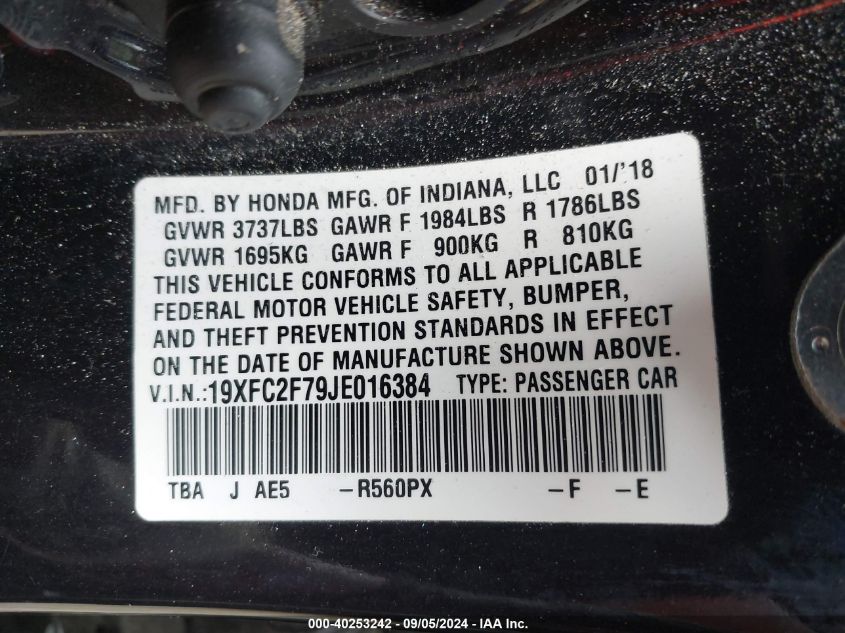 MFD. BY HONDA MFG. OF INDIANA, LLC 01/'18
GVWR 3737LBS GAWR F 1984LBS R 1786LBS
GVWR 1695KG GAWR F 900KG R 810KG
THIS VEHICLE CONFORMS TO ALL APPLICABLE
FEDERAL MOTOR VEHICLE SAFETY, BUMPER,
AND THEFT PREVENTION STANDARDS IN EFFECT
ON THE DATE OF MANUFACTURE SHOWN ABOVE.
V.I.N.:19XFC2F79JE016384 TYPE: PASSENGER CAR
TBA J AE5 -R560PX -F -E
000-40253242 - 09/05/2024 - IAA Inc.